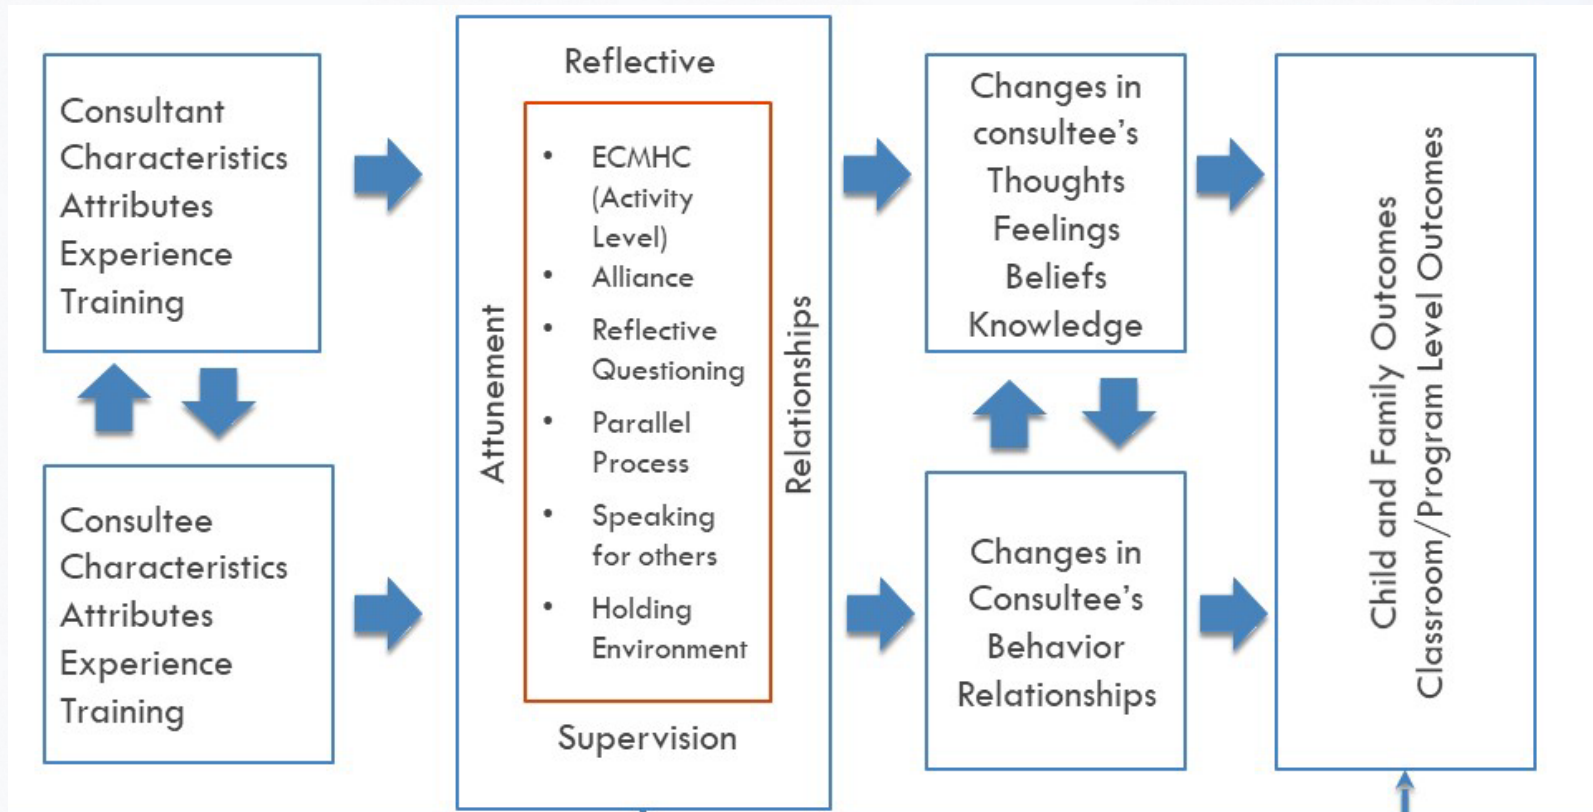 Consultant
Characteristics
Attributes
Experience
Training
Consultee
Characteristics
Attributes
Experience
Training
Reflective
Attunement
• ECMHC
(Activity
Level)
• Alliance
• Reflective
Questioning
• Parallel
Process
• Speaking
for others
• Holding
Environment
Relationships
Supervision
Changes in
consultee’s
Thoughts
Feelings
Beliefs
Knowledge
Changes in
Consultee’s
Behavior
Relationships
Child and Family Outcomes
Classroom/Program Level Outcomes